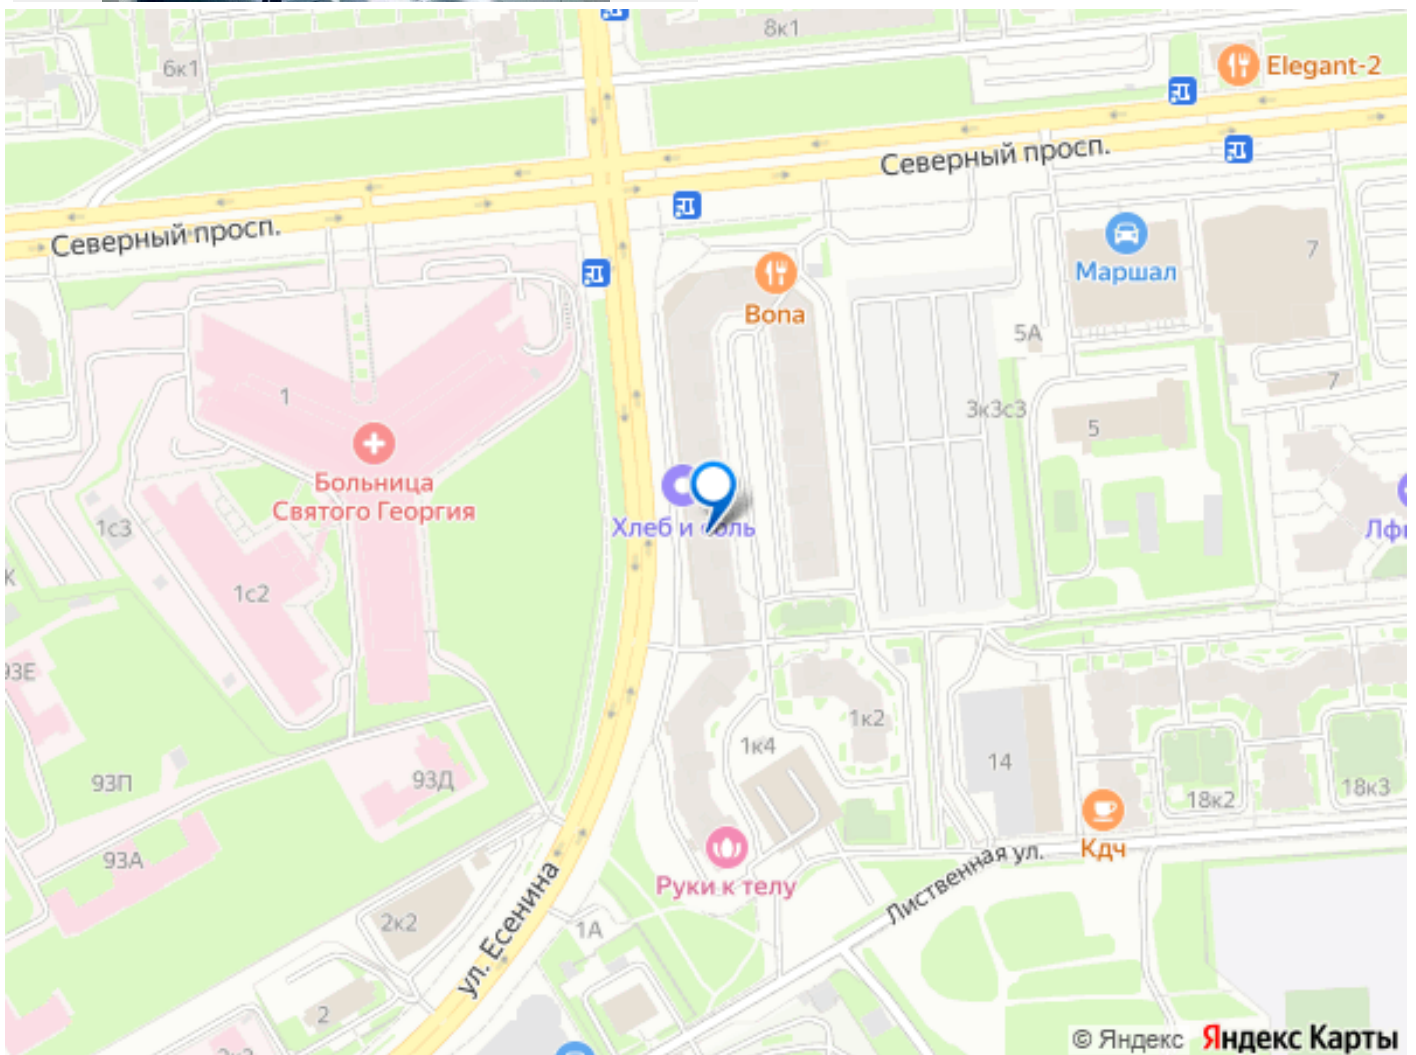 8к1
6к1
Elegant-2
Северный просп.
Северный просп.
Маршал
7
Bona
5А
7
1
3к3с3
5
Больница
Святого Георгия
Хлеб и соль
1с3
1с2
93Е
1к2
1к4
14
93П
93Д
18к2
18к3
Кдч
93А
Руки к телу
Лиственная ул.
2к2
ул. Есенина
1А
2
© Яндекс Яндекс Карты